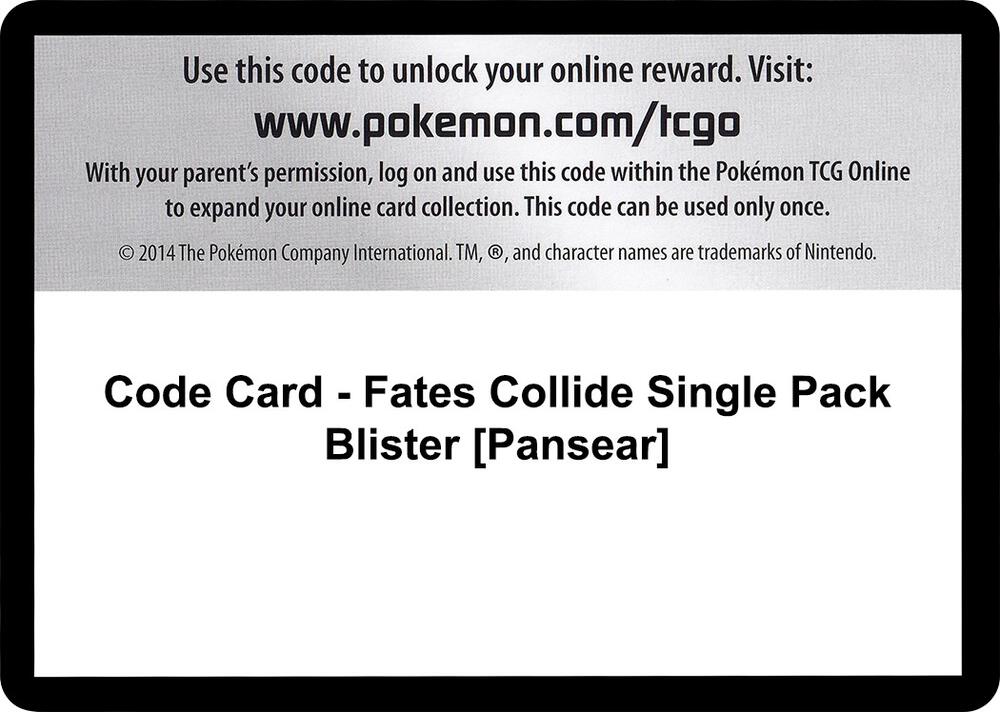 Use this code to unlock your online reward. Visit:
www.pokemon.com/tcgo
With your parent's permission, log on and use this code within the Pokémon TCG Online
to expand your online card collection. This code can be used only once.
© 2014 The Pokémon Company International. TM, ®, and character names are trademarks of Nintendo.
Code Card - Fates Collide Single Pack
Blister [Pansear]